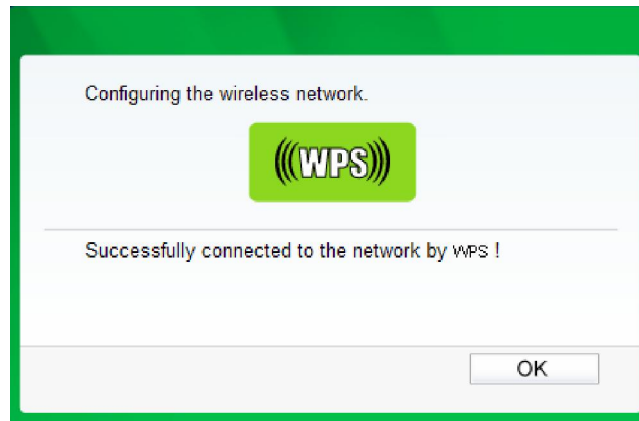 Configuring the wireless network.
(((WPS)))
Successfully connected to the network by WPS !
OK